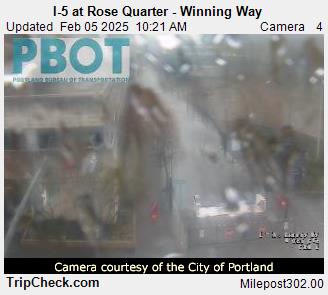 I-5 at Rose Quarter - Winning Way
Updated Feb 05 2025 10:21 AM Camera 4
PBOT
PORTLAND BUREAU OF TRANSPORTATION
Camera courtesy of the City of Portland
TripCheck.com Milepost302.00